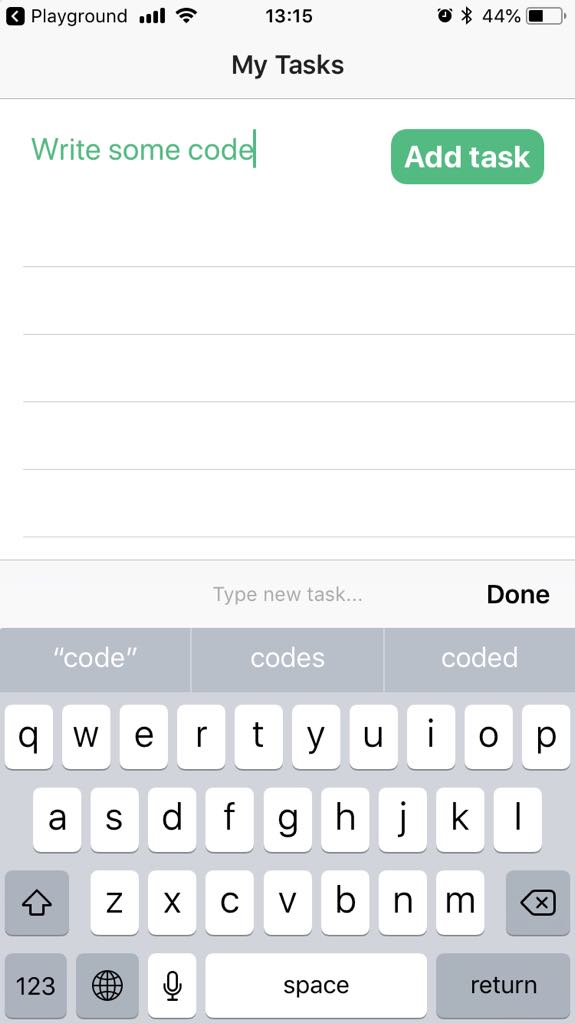 Playground 13:15 44%
My Tasks
Write some code Add task
Type new task... Done
“code” codes coded
q w e r t y u i o p
a s d f g h j k l
z x c v b n m
123 space return